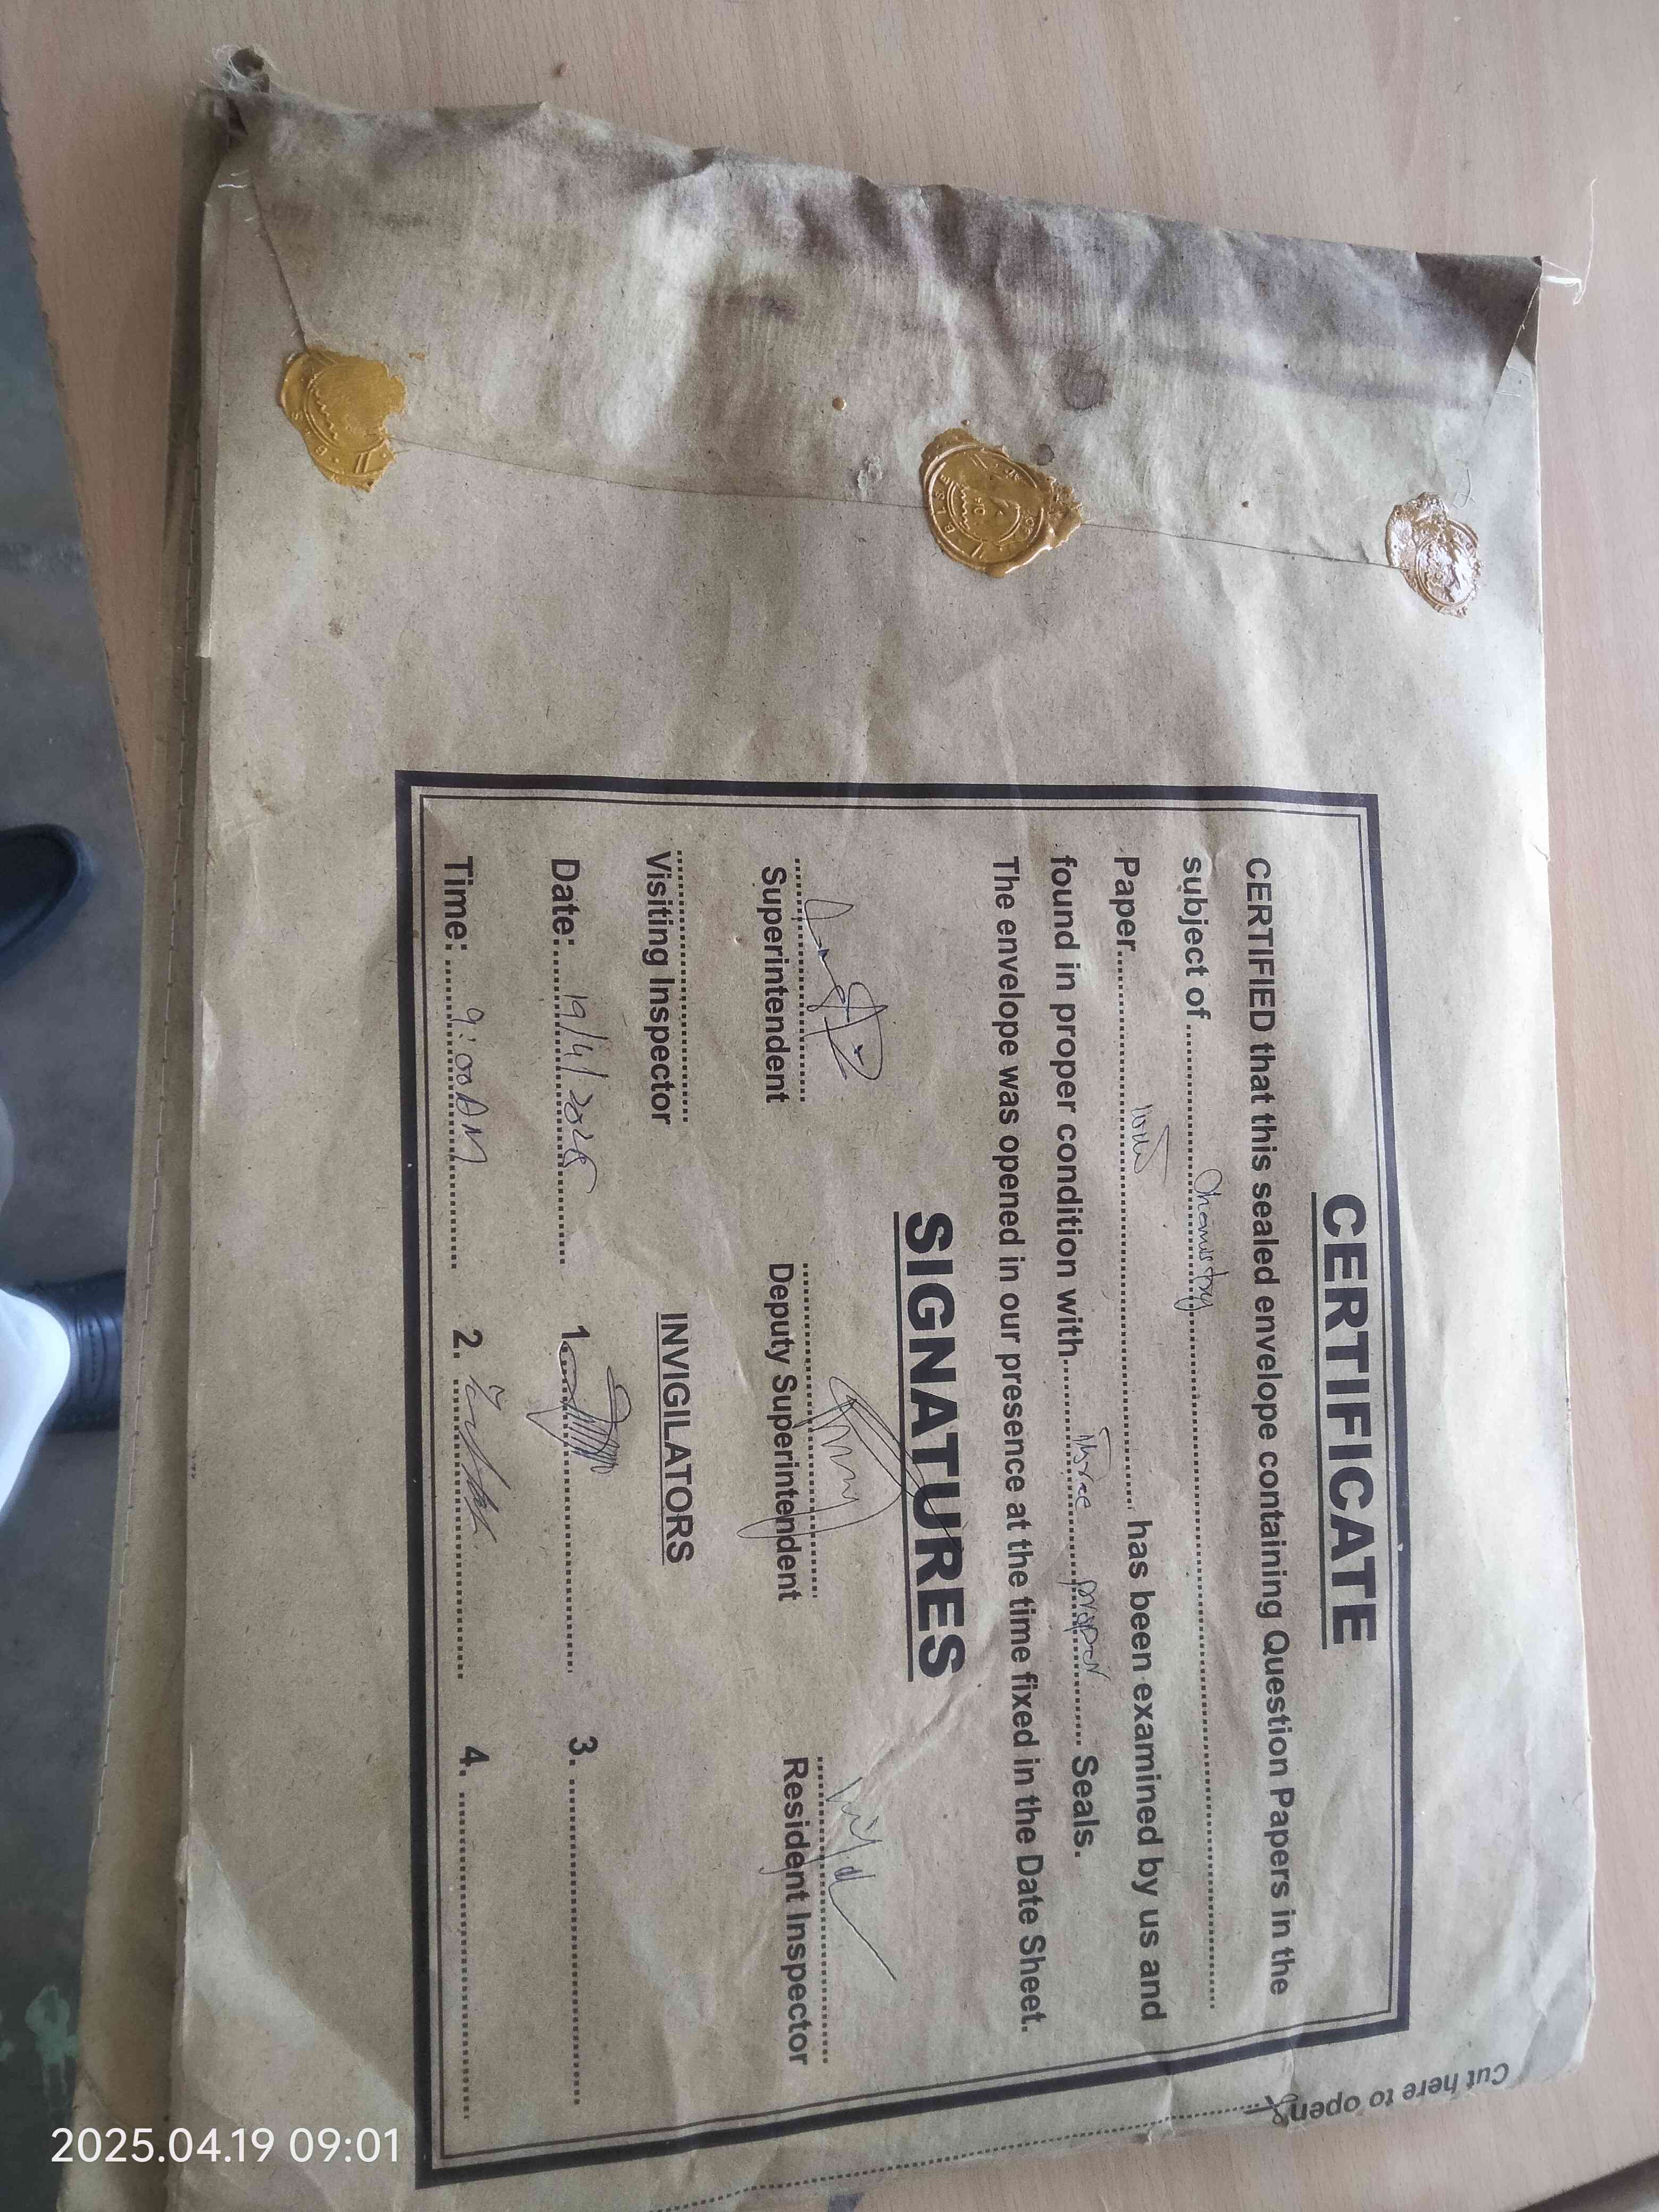 CERTIFICATE
CERTIFIED that this sealed envelope containing Question Papers in the
subject of ............ Chemistry ............
Paper............ 10th ............ has been examined by us and
found in proper condition with...... Three ...... proper ...... Seals.
The envelope was opened in our presence at the time fixed in the Date Sheet.
SIGNATURES
Superintendent Deputy Superintendent Resident Inspector
Visiting Inspector INVIGILATORS
Date:...... 19/4/2025 ...... 1. ............ 3. ............
Time: ...... 9:00AM ...... 2. ............ 4. ............
Cut here to open
2025.04.19 09:01